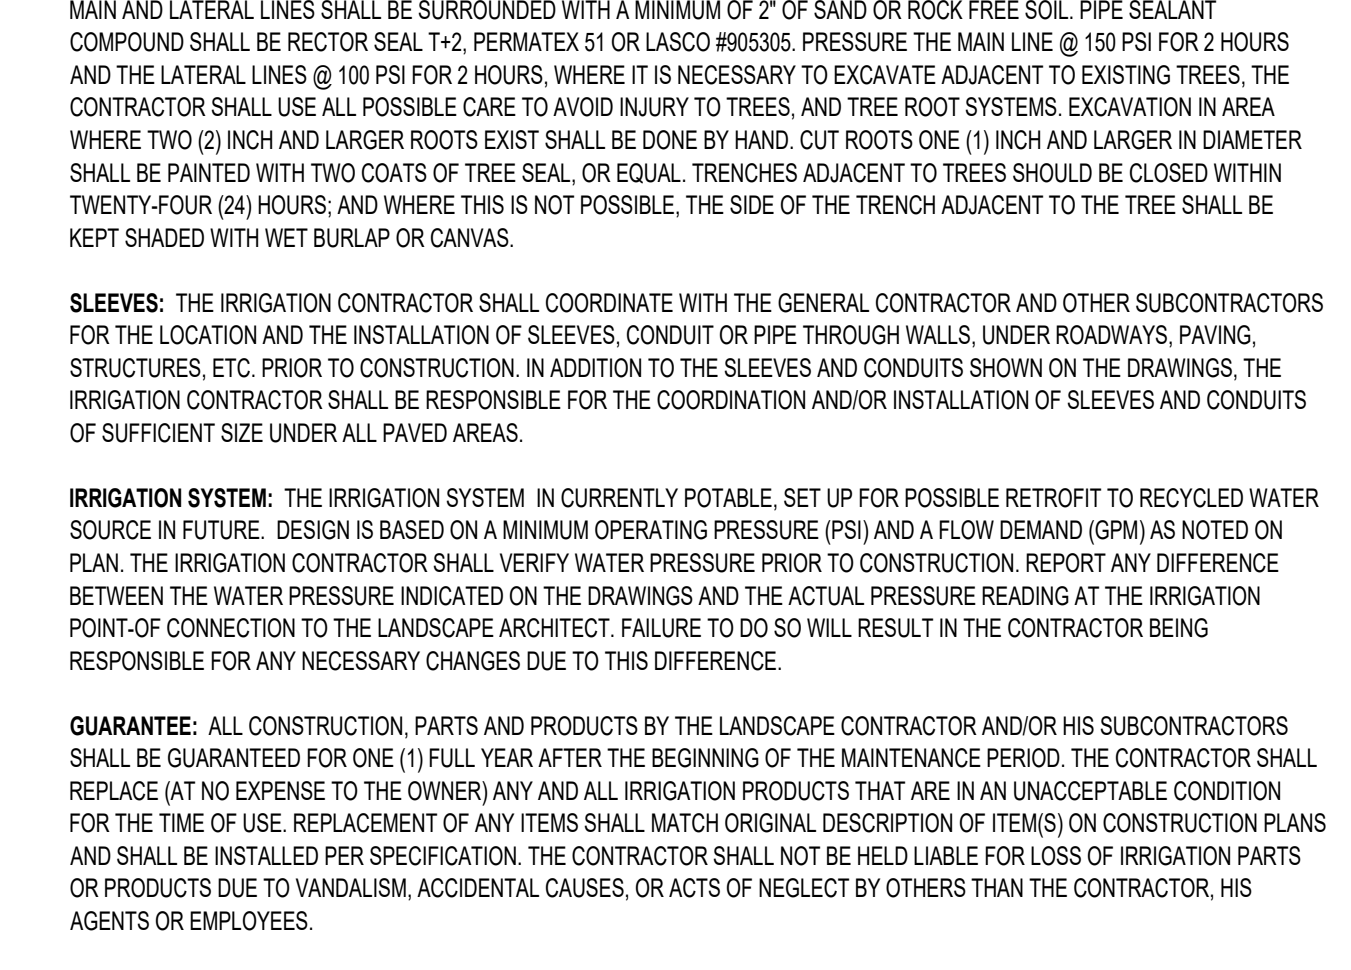 MAIN AND LATERAL LINES SHALL BE SURROUNDED WITH A MINIMUM OF 2" OF SAND OR ROCK FREE SOIL. PIPE SEALANT
COMPOUND SHALL BE RECTOR SEAL T+2, PERMATEX 51 OR LASCO #905305. PRESSURE THE MAIN LINE @ 150 PSI FOR 2 HOURS
AND THE LATERAL LINES @ 100 PSI FOR 2 HOURS, WHERE IT IS NECESSARY TO EXCAVATE ADJACENT TO EXISTING TREES, THE
CONTRACTOR SHALL USE ALL POSSIBLE CARE TO AVOID INJURY TO TREES, AND TREE ROOT SYSTEMS. EXCAVATION IN AREA
WHERE TWO (2) INCH AND LARGER ROOTS EXIST SHALL BE DONE BY HAND. CUT ROOTS ONE (1) INCH AND LARGER IN DIAMETER
SHALL BE PAINTED WITH TWO COATS OF TREE SEAL, OR EQUAL. TRENCHES ADJACENT TO TREES SHOULD BE CLOSED WITHIN
TWENTY-FOUR (24) HOURS; AND WHERE THIS IS NOT POSSIBLE, THE SIDE OF THE TRENCH ADJACENT TO THE TREE SHALL BE
KEPT SHADED WITH WET BURLAP OR CANVAS.
SLEEVES:  THE IRRIGATION CONTRACTOR SHALL COORDINATE WITH THE GENERAL CONTRACTOR AND OTHER SUBCONTRACTORS
FOR THE LOCATION AND THE INSTALLATION OF SLEEVES, CONDUIT OR PIPE THROUGH WALLS, UNDER ROADWAYS, PAVING,
STRUCTURES, ETC. PRIOR TO CONSTRUCTION. IN ADDITION TO THE SLEEVES AND CONDUITS SHOWN ON THE DRAWINGS, THE
IRRIGATION CONTRACTOR SHALL BE RESPONSIBLE FOR THE COORDINATION AND/OR INSTALLATION OF SLEEVES AND CONDUITS
OF SUFFICIENT SIZE UNDER ALL PAVED AREAS.
IRRIGATION SYSTEM:  THE IRRIGATION SYSTEM  IN CURRENTLY POTABLE, SET UP FOR POSSIBLE RETROFIT TO RECYCLED WATER
SOURCE IN FUTURE.  DESIGN IS BASED ON A MINIMUM OPERATING PRESSURE (PSI) AND A FLOW DEMAND (GPM) AS NOTED ON
PLAN. THE IRRIGATION CONTRACTOR SHALL VERIFY WATER PRESSURE PRIOR TO CONSTRUCTION. REPORT ANY DIFFERENCE
BETWEEN THE WATER PRESSURE INDICATED ON THE DRAWINGS AND THE ACTUAL PRESSURE READING AT THE IRRIGATION
POINT-OF CONNECTION TO THE LANDSCAPE ARCHITECT. FAILURE TO DO SO WILL RESULT IN THE CONTRACTOR BEING
RESPONSIBLE FOR ANY NECESSARY CHANGES DUE TO THIS DIFFERENCE.
GUARANTEE:  ALL CONSTRUCTION, PARTS AND PRODUCTS BY THE LANDSCAPE CONTRACTOR AND/OR HIS SUBCONTRACTORS
SHALL BE GUARANTEED FOR ONE (1) FULL YEAR AFTER THE BEGINNING OF THE MAINTENANCE PERIOD. THE CONTRACTOR SHALL
REPLACE (AT NO EXPENSE TO THE OWNER) ANY AND ALL IRRIGATION PRODUCTS THAT ARE IN AN UNACCEPTABLE CONDITION
FOR THE TIME OF USE. REPLACEMENT OF ANY ITEMS SHALL MATCH ORIGINAL DESCRIPTION OF ITEM(S) ON CONSTRUCTION PLANS
AND SHALL BE INSTALLED PER SPECIFICATION. THE CONTRACTOR SHALL NOT BE HELD LIABLE FOR LOSS OF IRRIGATION PARTS
OR PRODUCTS DUE TO VANDALISM, ACCIDENTAL CAUSES, OR ACTS OF NEGLECT BY OTHERS THAN THE CONTRACTOR, HIS
AGENTS OR EMPLOYEES.